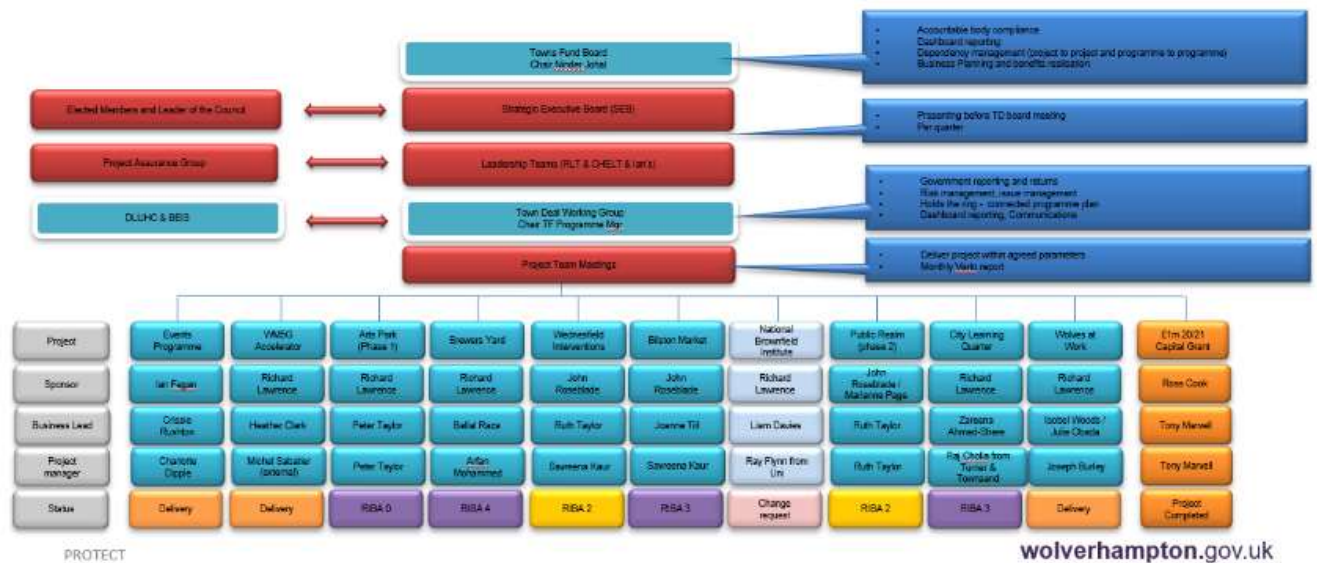 Towns Fund Board
Chair Ninder Johal
Accountable body compliance
Dashboard reporting
Dependency management (project to project and programme to programme)
Business Planning and benefits realisation
Elected Members and Leader of the Council
Strategic Executive Board (SEB)
Presenting before TD board meeting
Per quarter
Project Assurance Group
Leadership Teams (RLT & CHELT & Ian's)
Government reporting and returns
Risk management, issue management
Holds the ring - connected programme plan
Dashboard reporting, Communications
DLUHC & BEIS
Town Deal Working Group
Chair TF Programme Mgr
Project Team Meetings
Deliver project within agreed parameters
Monthly Verto report
Project
Events
Programme
WM5G
Accelerator
Arts Park
(Phase 1)
Brewers Yard
Wednesfield
Interventions
Bilston Market
National
Brownfield
Institute
Public Realm
(phase 2)
City Learning
Quarter
Wolves at
Work
£1m 20/21
Capital Grant
Sponsor
Ian Fegan
Richard
Lawrence
Richard
Lawrence
Richard
Lawrence
John
Roseblade
John
Roseblade
Richard
Lawrence
John
Roseblade /
Marianne Page
Richard
Lawrence
Richard
Lawrence
Ross Cook
Business Lead
Crissie
Rushton
Heather Clark
Peter Taylor
Ballal Raza
Ruth Taylor
Joanne Till
Liam Davies
Ruth Taylor
Zareena
Isobel Woods /
Julie Obada
Tony Marvell
Project
manager
Charlotte
Dipple
Michel Sabatier
(external)
Peter Taylor
Arfan
Mohammed
Savreena Kaur
Savreena Kaur
Ray Flynn from
Uni
Ruth Taylor
Raj Chotia from
Turner &
Townsend
Joseph Burley
Tony Marvell
Status
Delivery
Delivery
RIBA 0
RIBA 4
RIBA 2
RIBA 3
Change
request
RIBA 2
RIBA 3
Delivery
Project
Completed
PROTECT
wolverhampton.gov.uk